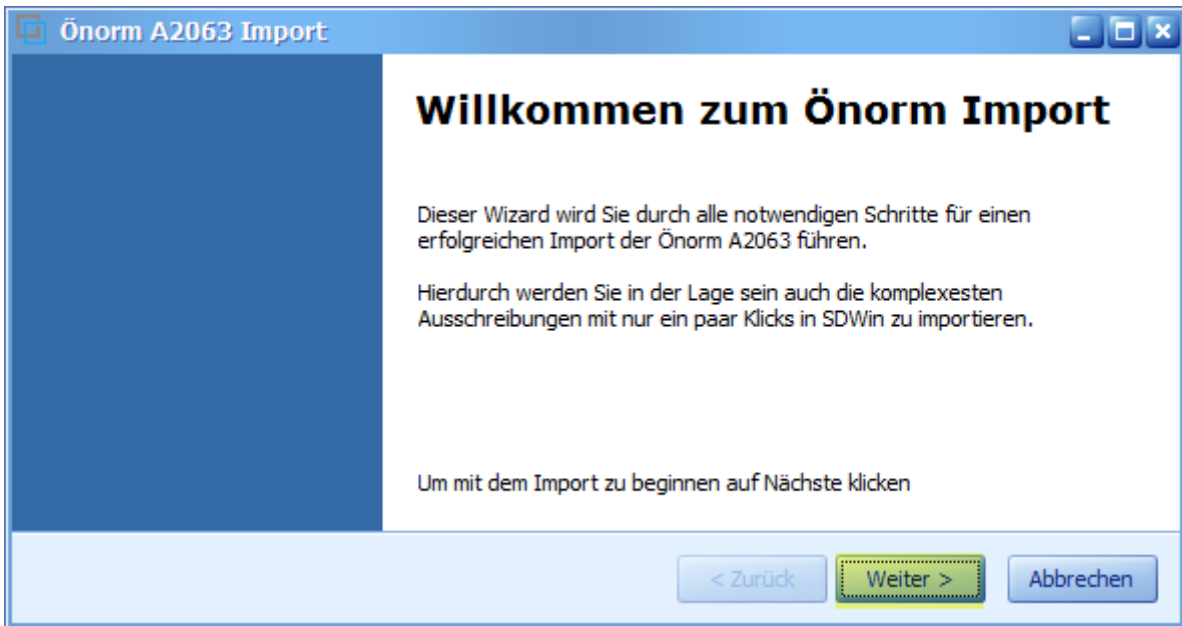 Önorm A2063 Import
Willkommen zum Önorm Import
Dieser Wizard wird Sie durch alle notwendigen Schritte für einen
erfolgreichen Import der Önorm A2063 führen.
Hierdurch werden Sie in der Lage sein auch die komplexesten
Ausschreibungen mit nur ein paar Klicks in SDWin zu importieren.
Um mit dem Import zu beginnen auf Nächste klicken
< Zurück Weiter > Abbrechen